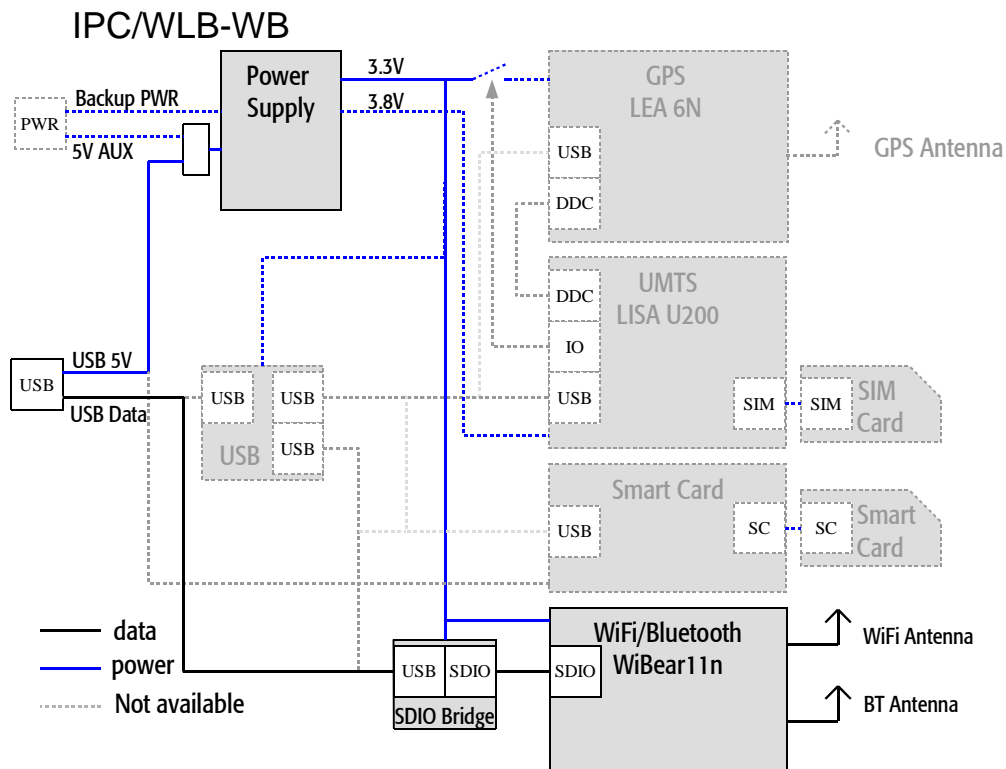 IPC/WLB-WB
Power
Supply
3.3V
3.8V
Backup PWR
PWR
5V AUX
GPS
LEA 6N
USB
DDC
GPS Antenna
UMTS
LISA U200
DDC
IO
USB
SIM
SIM
SIM
Card
USB 5V
USB
USB Data
USB
USB
USB
USB
Smart Card
USB
SC
SC
Smart
Card
data
power
Not available
USB
SDIO
SDIO Bridge
WiFi/Bluetooth
WiBear11n
SDIO
WiFi Antenna
BT Antenna